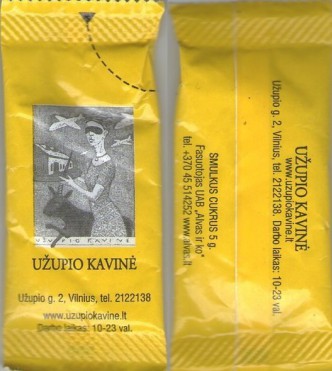 UŽUPIO KAVINĖ
UŽUPIO KAVINĖ
Užupio g. 2, Vilnius, tel. 2122138
www.uzupiokavine.lt
Darbo laikas: 10-23 val.
UŽUPIO KAVINĖ
www.uzupiokavine.lt
Užupio g. 2, Vilnius, tel. 2122138. Darbo laikas: 10-23 val.
SMULKUS CUKRUS 5 g.
Fasuotojas UAB „Alvas ir ko"
tel. +370 45 514252 www.alvas.lt